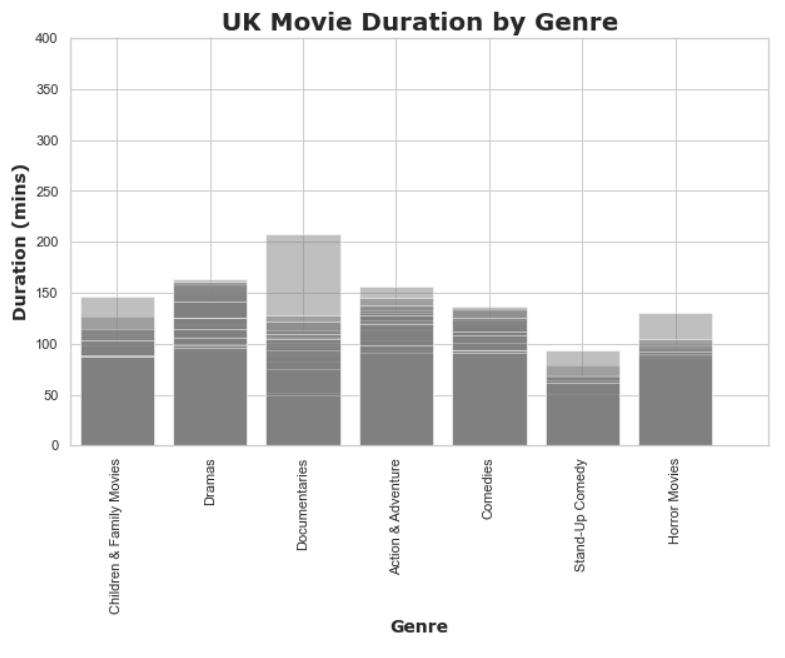 UK Movie Duration by Genre
400
350
300
250
200
150
100
50
0
Duration (mins)
Children & Family Movies
Dramas
Documentaries
Action & Adventure
Comedies
Stand-Up Comedy
Horror Movies
Genre